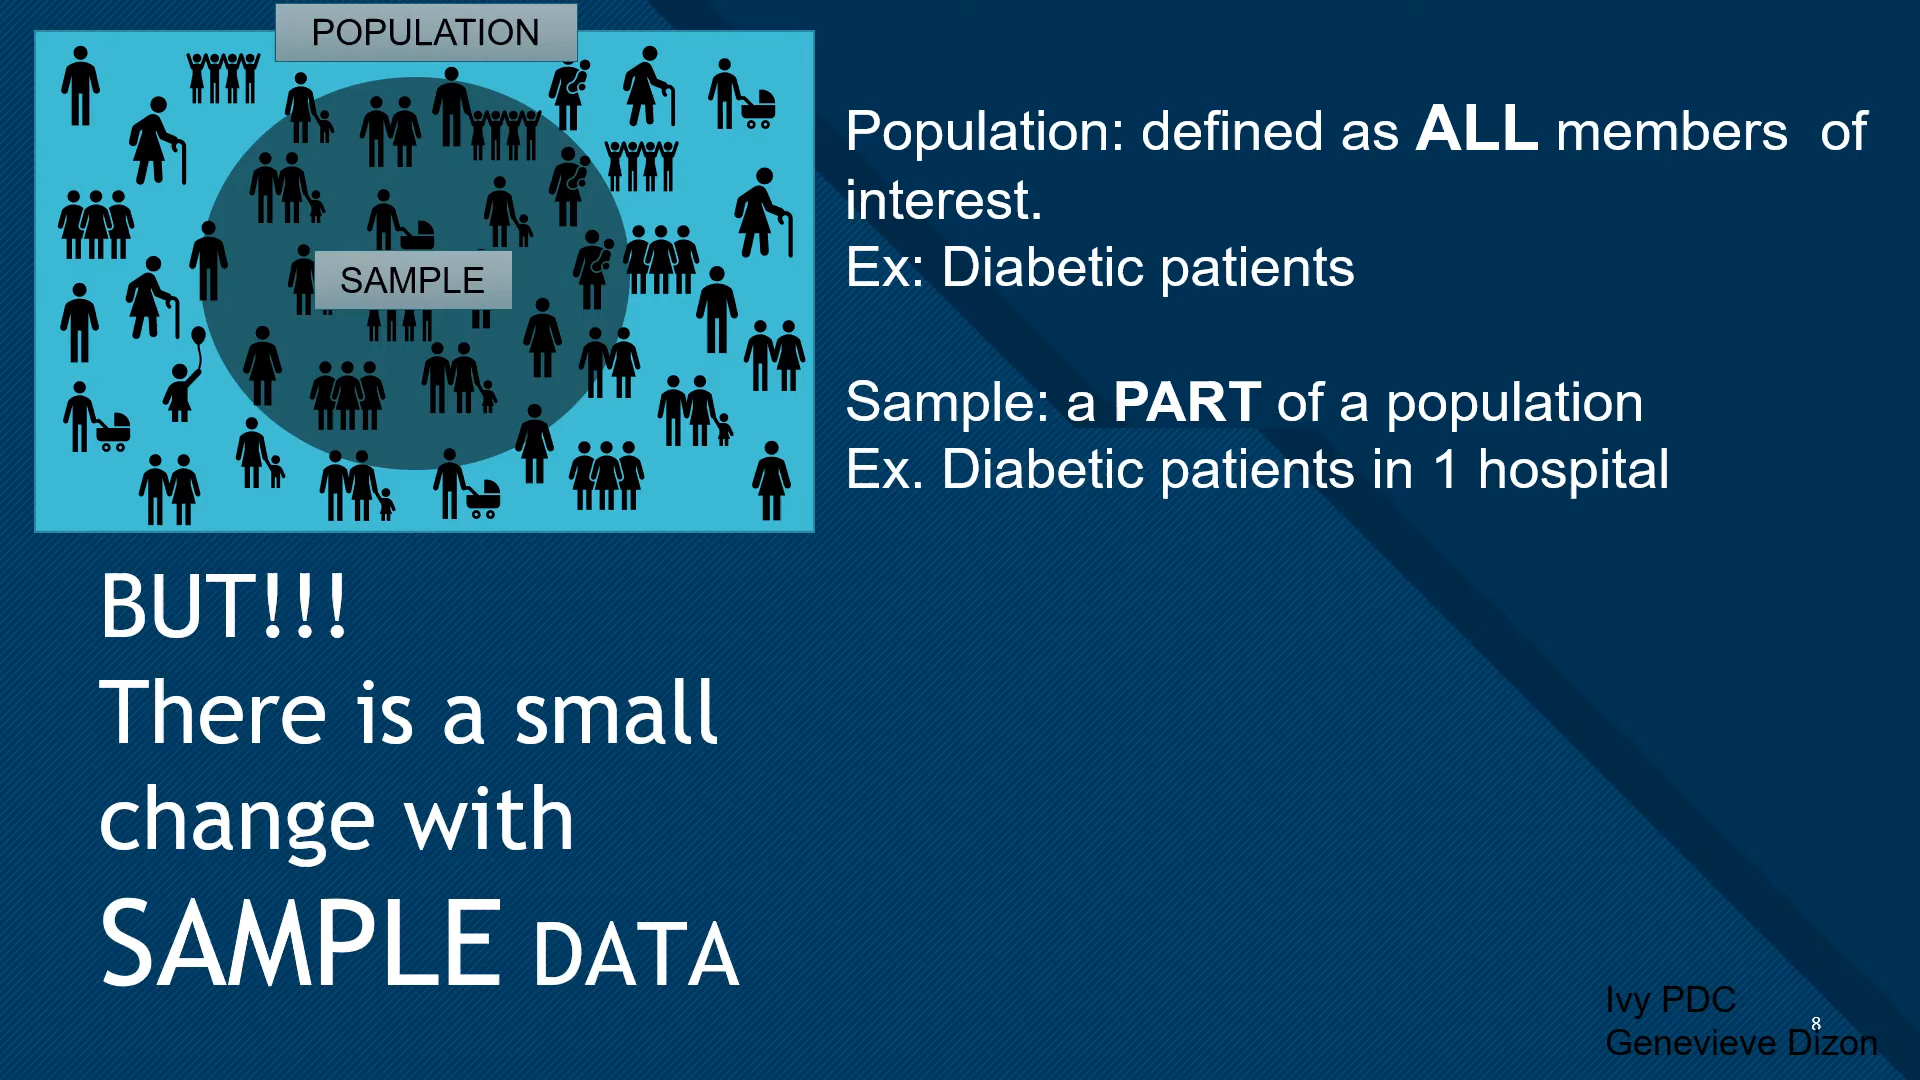 POPULATION
SAMPLE
Population: defined as ALL members of
interest.
Ex: Diabetic patients
Sample: a PART of a population
Ex. Diabetic patients in 1 hospital
BUT!!!
There is a small
change with
SAMPLE DATA
Ivy PDC
8
Genevieve Dizon